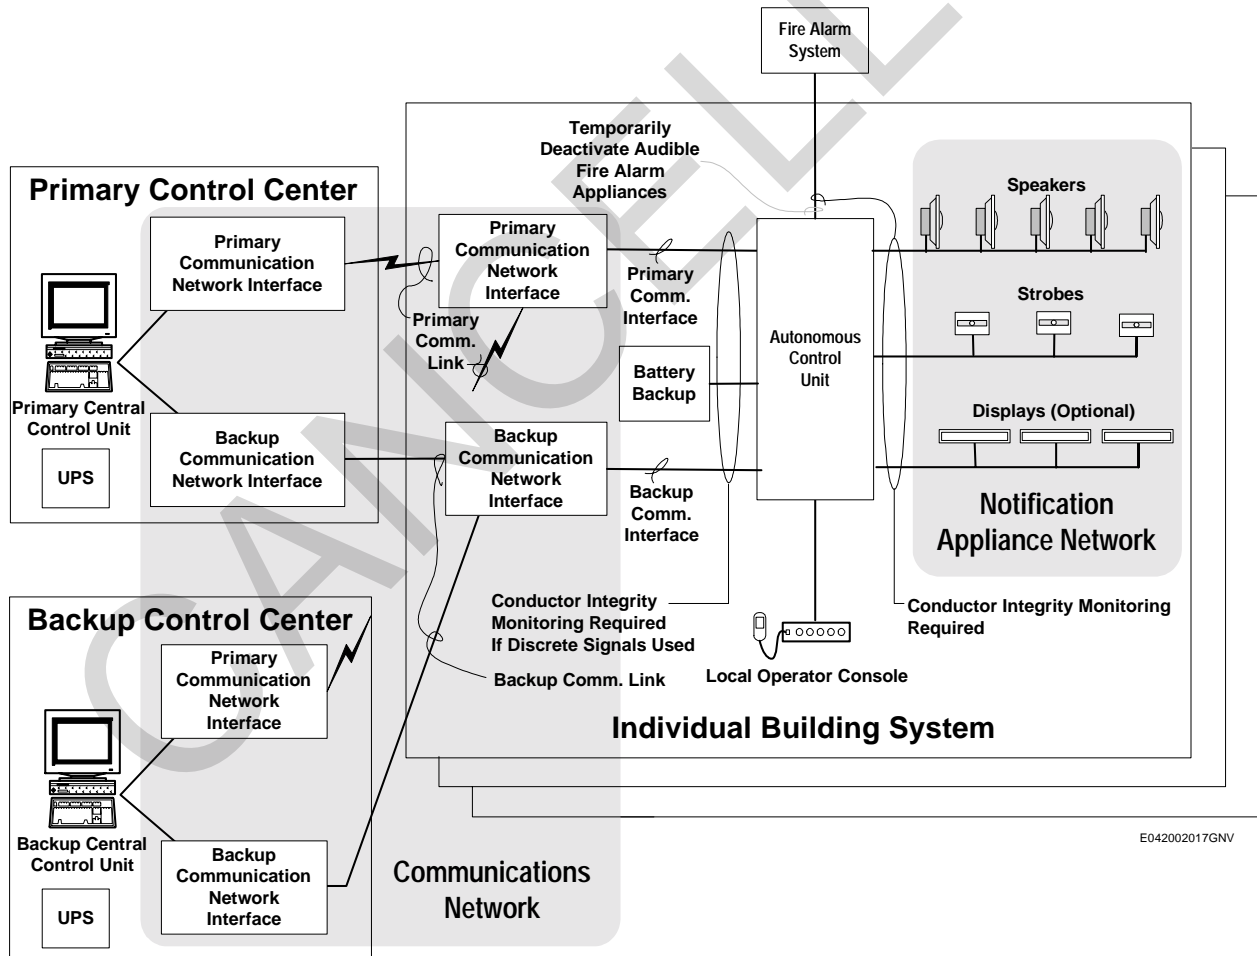 Fire Alarm
System
Temporarily
Deactivate Audible
Fire Alarm
Appliances
Primary Control Center
Primary
Communication
Network Interface
Primary Central
Control Unit
UPS
Backup
Communication
Network Interface
Primary
Communication
Network
Interface
Primary
Comm.
Link
Primary
Comm.
Interface
Battery
Backup
Backup
Communication
Network
Interface
Backup
Comm.
Interface
Autonomous
Control
Unit
Speakers
Strobes
Displays (Optional)
Notification
Appliance Network
Conductor Integrity
Monitoring Required
If Discrete Signals Used
Conductor Integrity Monitoring
Required
Backup Comm. Link
Local Operator Console
Individual Building System
Backup Control Center
Primary
Communication
Network
Interface
Backup Central
Control Unit
UPS
Backup
Communication
Network
Interface
Communications
Network
E042002017GNV
CANCELL